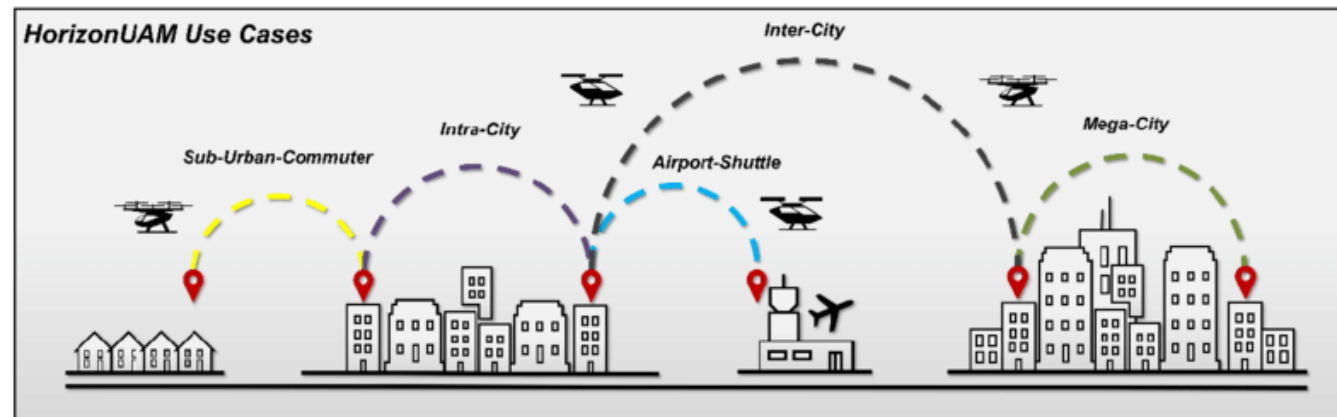 HorizonUAM Use Cases
Inter-City
Intra-City
Mega-City
Sub-Urban-Commuter
Airport-Shuttle